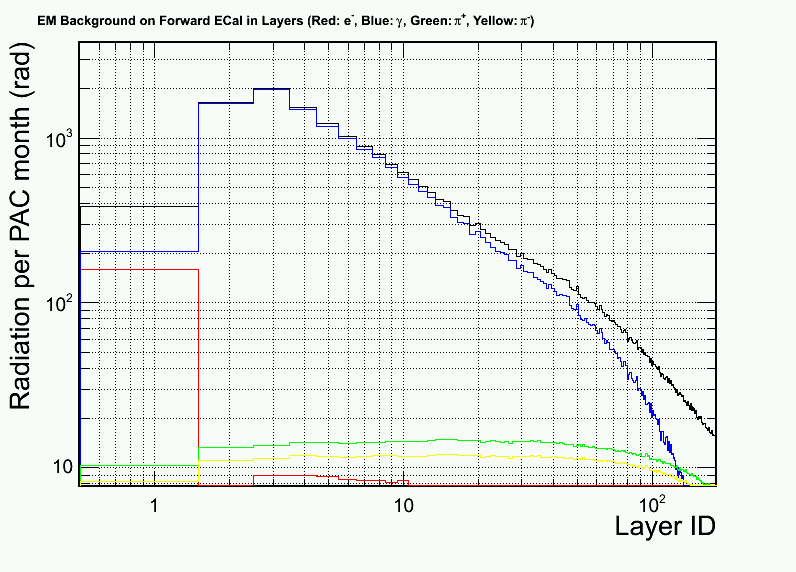 EM Background on Forward ECal in Layers (Red: e⁻, Blue: γ, Green: π⁺, Yellow: π⁻)
Radiation per PAC month (rad)
10³
10²
10
1
10
10²
Layer ID